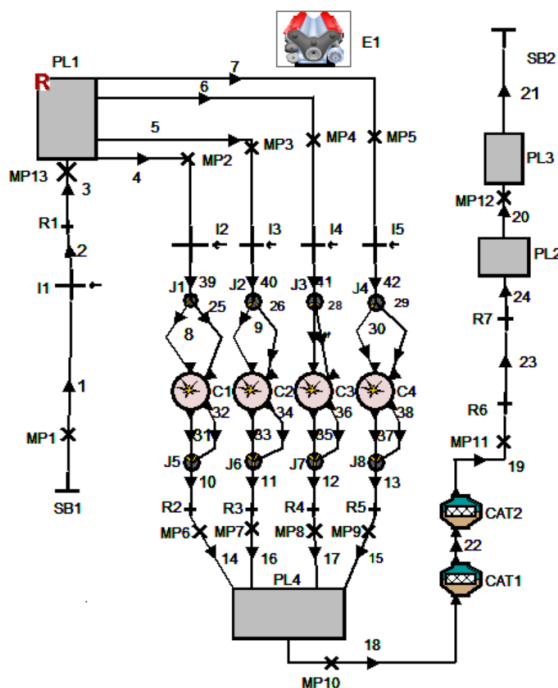 E1
SB2
PL1
R
7
6
5
4
MP2
MP3
MP4
MP5
MP13
3
R1
2
I1
1
MP1
SB1
21
PL3
MP12
20
PL2
24
R7
23
R6
MP11
19
I2
I3
I4
I5
J1
39
J2
40
J3
41
J4
42
25
26
28
29
8
9
30
C1
C2
C3
C4
32
34
36
38
31
33
35
37
J5
J6
J7
J8
10
11
12
13
R2
R3
R4
R5
MP6
MP7
MP8
MP9
14
16
17
15
PL4
18
MP10
CAT2
22
CAT1